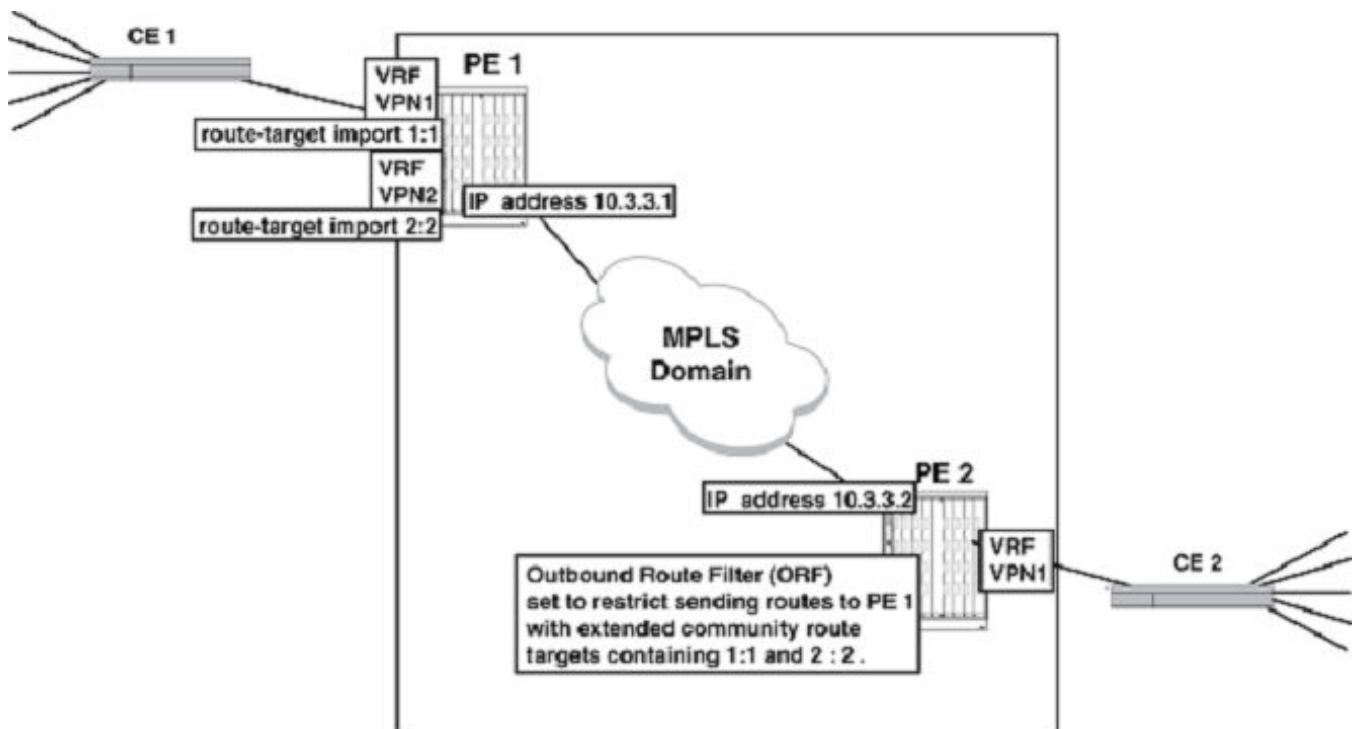 CE 1
VRF
VPN1
PE 1
route-target import 1:1
VRF
VPN2
IP address 10.3.3.1
route-target import 2:2
MPLS
Domain
PE 2
IP address 10.3.3.2
VRF
VPN1
CE 2
Outbound Route Filter (ORF)
set to restrict sending routes to PE 1
with extended community route
targets containing 1:1 and 2 : 2 .